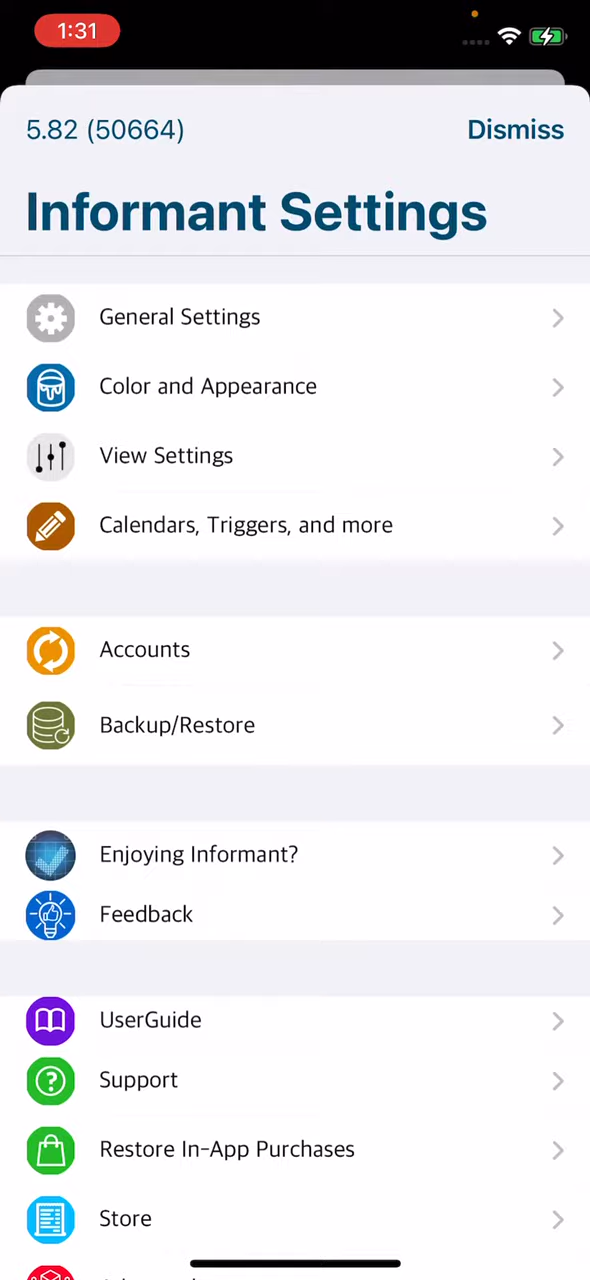 1:31
5.82 (50664)
Dismiss
Informant Settings
General Settings
Color and Appearance
View Settings
Calendars, Triggers, and more
Accounts
Backup/Restore
Enjoying Informant?
Feedback
UserGuide
Support
Restore In-App Purchases
Store